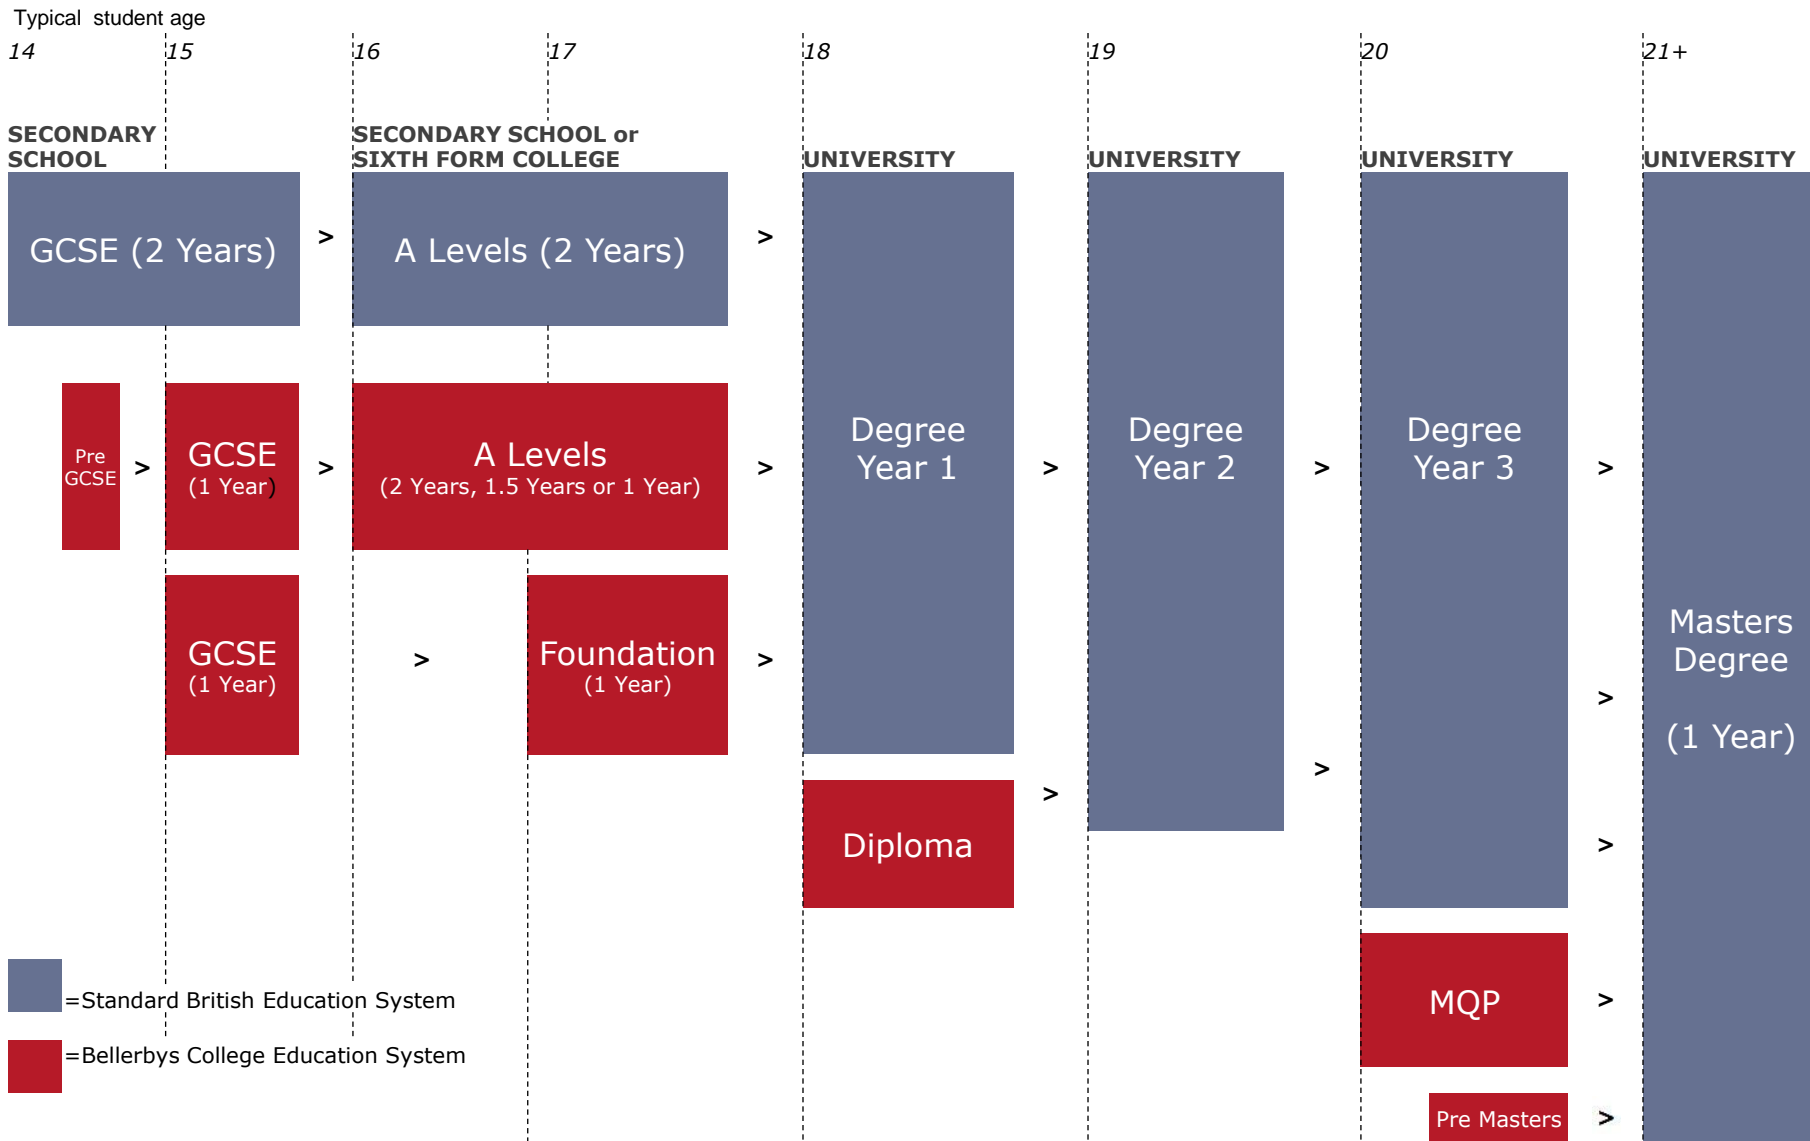 Typical student age
14
15
16
17
18
19
20
21+
SECONDARY
SCHOOL
SECONDARY SCHOOL or
SIXTH FORM COLLEGE
UNIVERSITY
UNIVERSITY
UNIVERSITY
UNIVERSITY
GCSE (2 Years)
>
A Levels (2 Years)
>
Pre
GCSE
>
GCSE
(1 Year)
>
A Levels
(2 Years, 1.5 Years or 1 Year)
>
Degree
Year 1
>
Degree
Year 2
>
Degree
Year 3
>
GCSE
(1 Year)
>
Foundation
(1 Year)
>
Masters
Degree
(1 Year)
>
Diploma
>
>
>
MQP
>
Pre Masters
>
=Standard British Education System
=Bellerbys College Education System